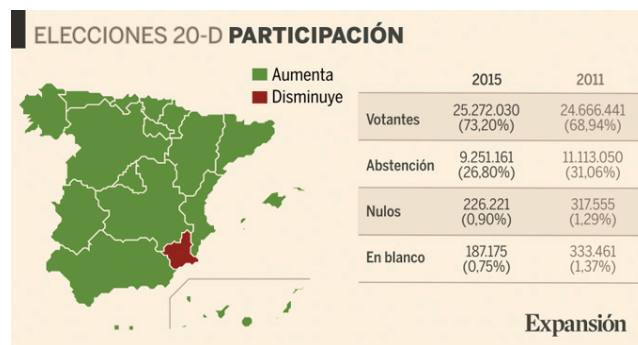 ELECCIONES 20-D PARTICIPACIÓN
Aumenta
Disminuye
2015 2011
Votantes 25.272.030 24.666.441
(73,20%) (68,94%)
Abstención 9.251.161 11.113.050
(26,80%) (31,06%)
Nulos 226.221 317.555
(0,90%) (1,29%)
En blanco 187.175 333.461
(0,75%) (1,37%)
Expansión